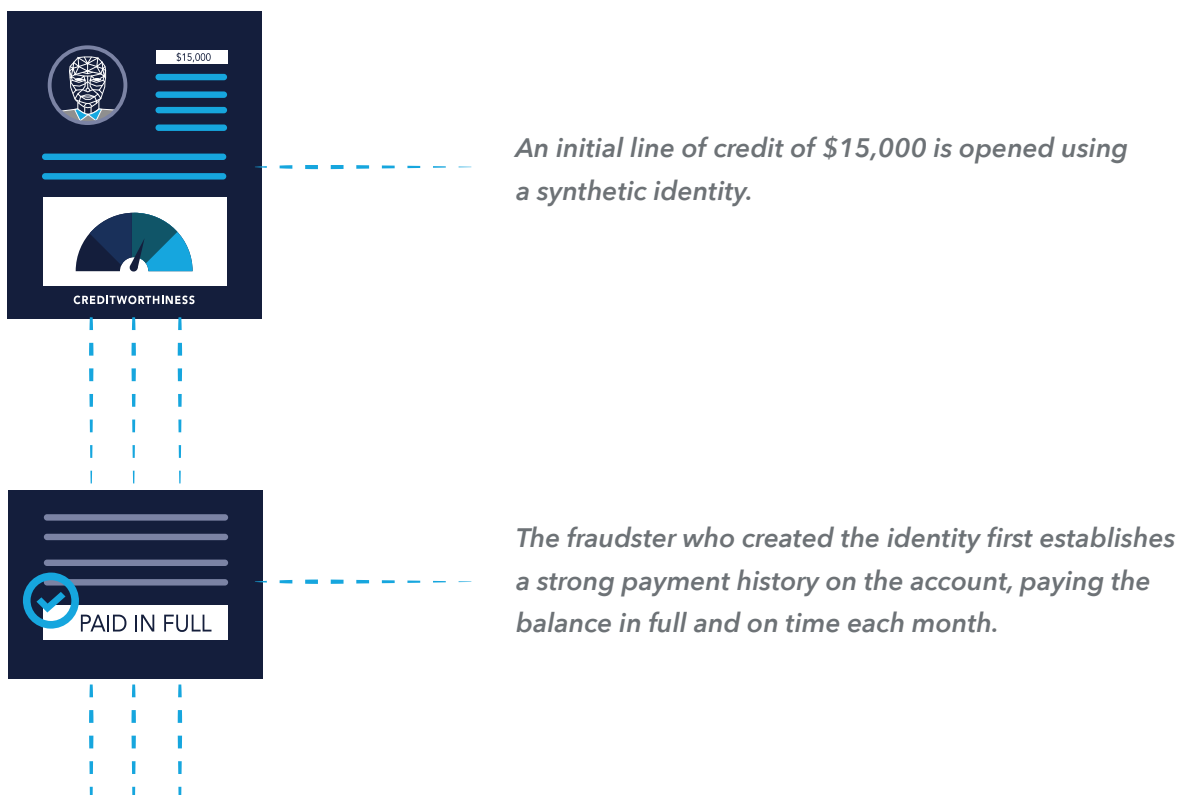 $15,000
CREDITWORTHINESS
An initial line of credit of $15,000 is opened using
a synthetic identity.
PAID IN FULL
The fraudster who created the identity first establishes
a strong payment history on the account, paying the
balance in full and on time each month.